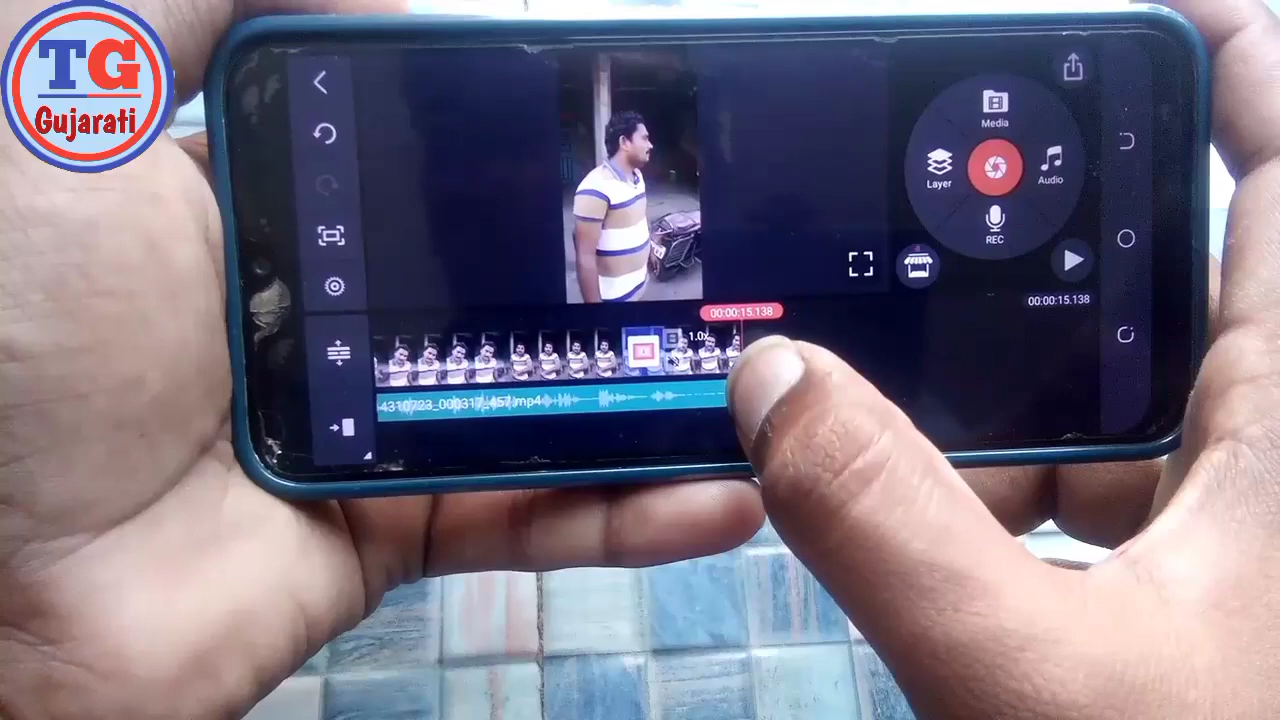 TG
Gujarati
Media
Layer
Audio
REC
00:00:15.138
00:00:15.138
1.0x
4310723_000317_457.mp4